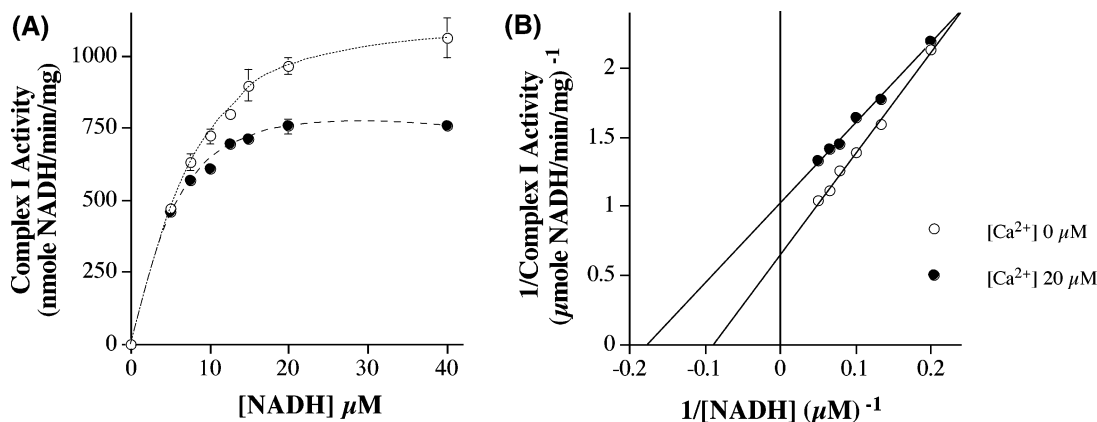 (A)
Complex I Activity
(nmole NADH/min/mg)
1000
750
500
250
0
0
10
20
30
40
[NADH] µM
(B)
1/Complex I Activity
(µmole NADH/min/mg) -1
2
1.5
1
0.5
0
-0.2
-0.1
0
0.1
0.2
1/[NADH] (µM) -1
[Ca2+] 0 µM
[Ca2+] 20 µM